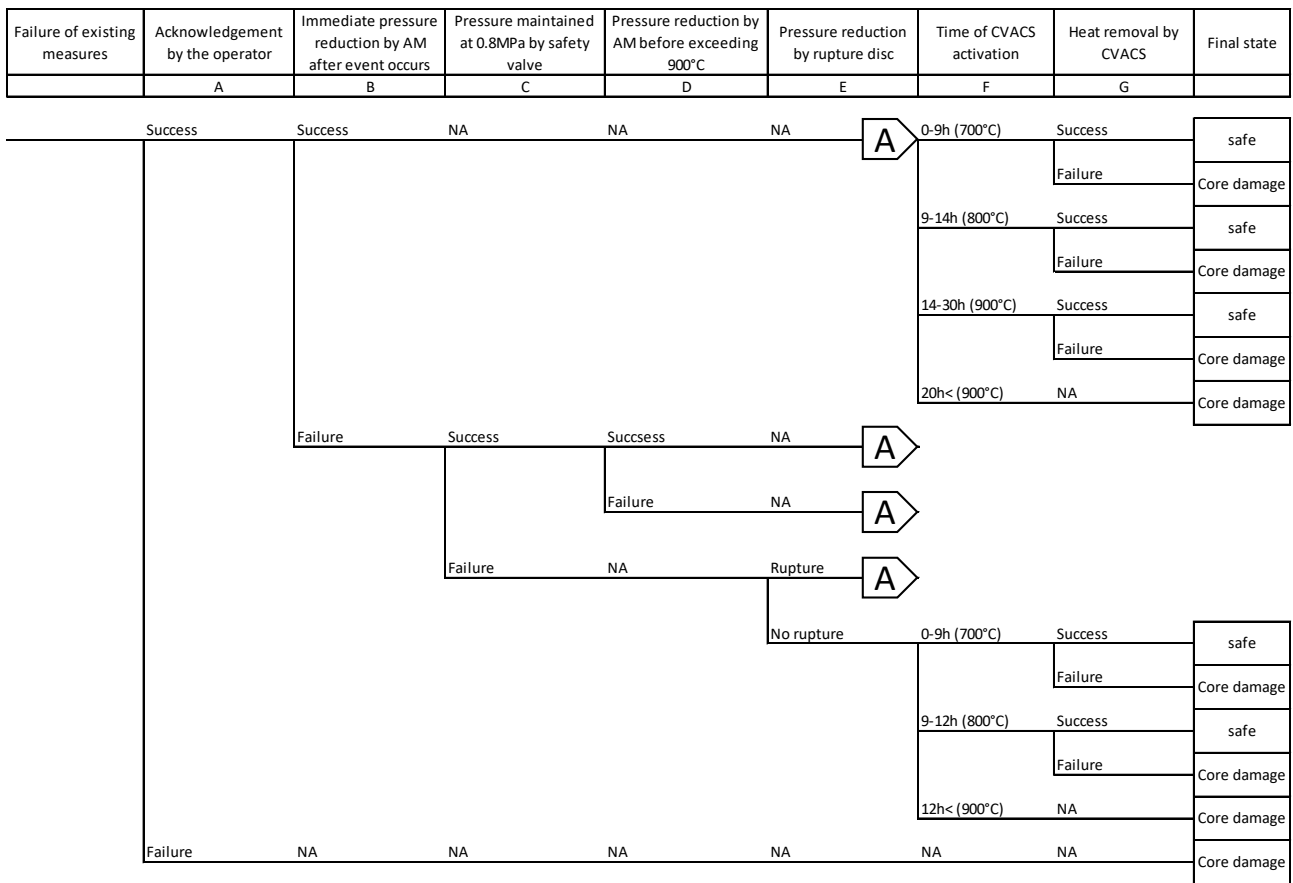 Failure of existing
measures
Acknowledgement
by the operator
Immediate pressure
reduction by AM
after event occurs
Pressure maintained
at 0.8MPa by safety
valve
Pressure reduction by
AM before exceeding
900°C
Pressure reduction
by rupture disc
Time of CVACS
activation
Heat removal by
CVACS
Final state
A B C D E F G
Success Success NA NA NA A 0-9h (700°C) Success safe
Failure Core damage
9-14h (800°C) Success safe
Failure Core damage
14-30h (900°C) Success safe
Failure Core damage
20h< (900°C) NA Core damage
Failure Success Succsess NA A
Failure NA A
Failure NA Rupture A
No rupture 0-9h (700°C) Success safe
Failure Core damage
9-12h (800°C) Success safe
Failure Core damage
12h< (900°C) NA Core damage
Failure NA NA NA NA NA NA Core damage